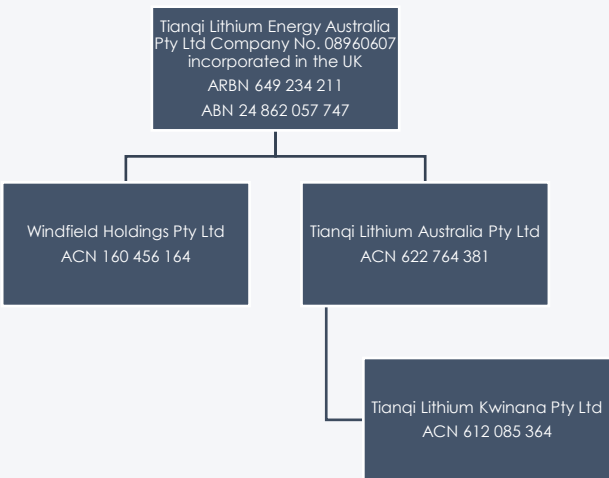 Tianqi Lithium Energy Australia
Pty Ltd Company No. 08960607
incorporated in the UK
ARBN 649 234 211
ABN 24 862 057 747
Windfield Holdings Pty Ltd
ACN 160 456 164
Tianqi Lithium Australia Pty Ltd
ACN 622 764 381
Tianqi Lithium Kwinana Pty Ltd
ACN 612 085 364